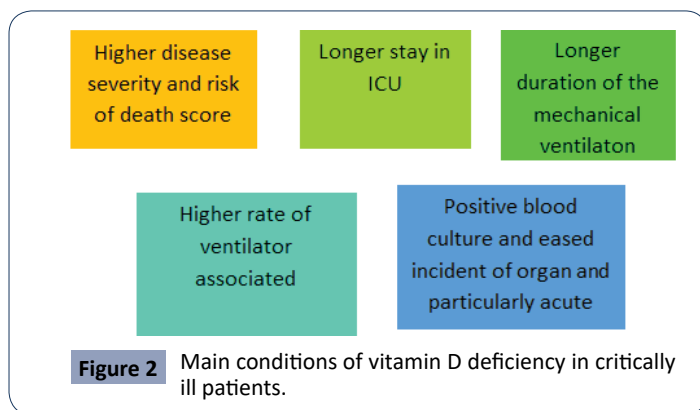 Higher disease
severity and risk
of death score
Longer stay in
ICU
Longer
duration of the
mechanical
ventilaton
Higher rate of
ventilator
associated
Positive blood
culture and eased
incident of organ and
particularly acute
Figure 2 Main conditions of vitamin D deficiency in critically
ill patients.